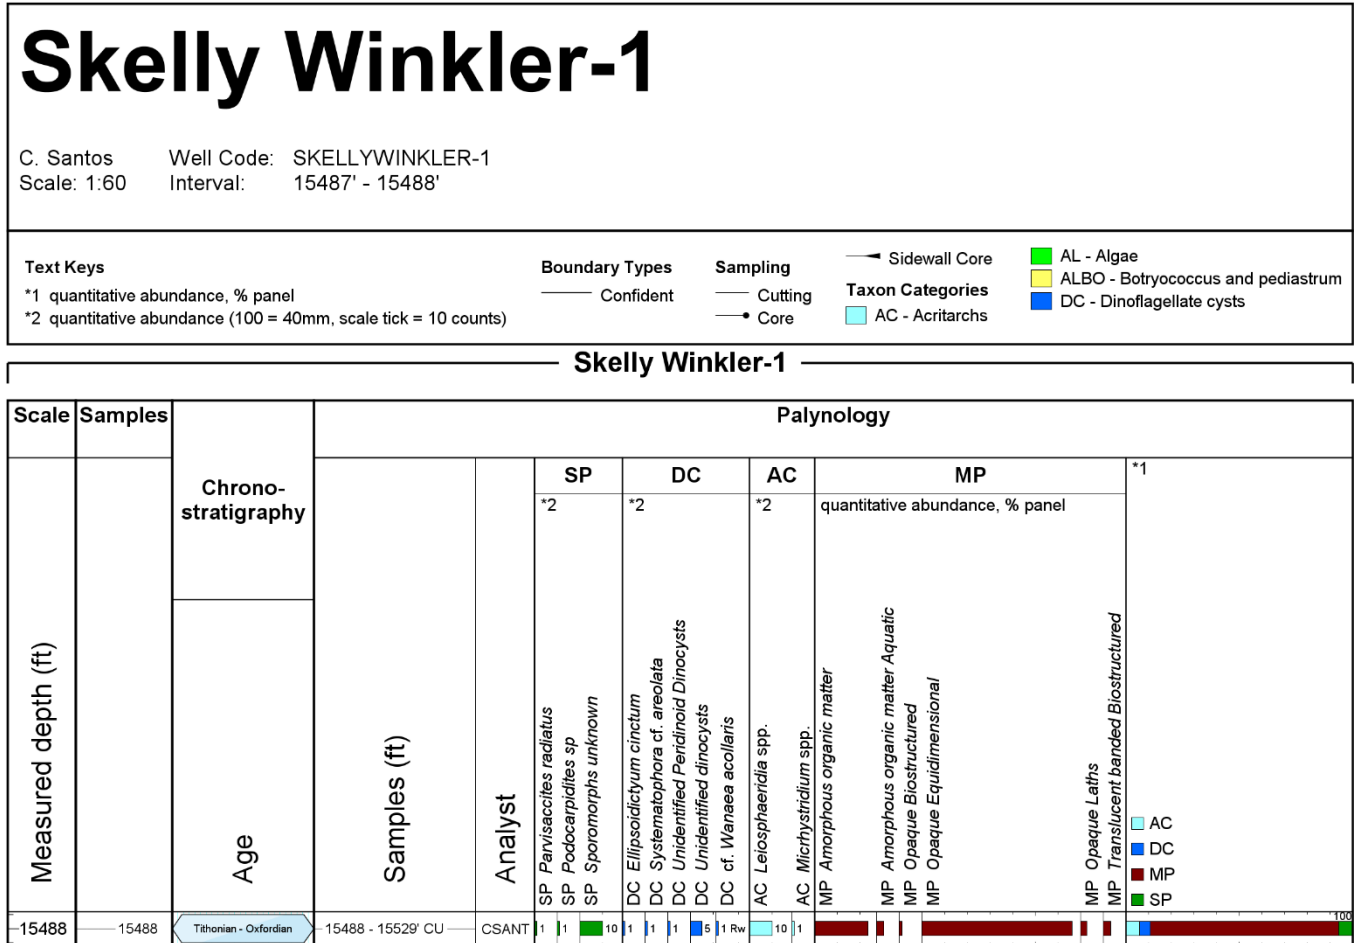 Skelly Winkler-1
C. Santos Well Code: SKELLYWINKLER-1
Scale: 1:60 Interval: 15487' - 15488'
Text Keys
*1 quantitative abundance, % panel
*2 quantitative abundance (100 = 40mm, scale tick = 10 counts)
Boundary Types
Confident
Sampling
Cutting
Core
Sidewall Core
Taxon Categories
AC - Acritarchs
AL - Algae
ALBO - Botryococcus and pediastrum
DC - Dinoflagellate cysts
Skelly Winkler-1
Scale Samples Palynology
Chrono-
stratigraphy
SP DC AC MP *1
*2 *2 *2 quantitative abundance, % panel
Measured depth (ft)
Age
Samples (ft)
Analyst
SP Parvisaccites radiatus
SP Podocarpidites sp
SP Sporomorphs unknown
DC Ellipsoidictyum cinctum
DC Systematophora cf. areolata
DC Unidentified Peridinoid Dinocysts
DC Unidentified dinocysts
DC cf. Wanaea acollaris
AC Leiosphaeridia spp.
AC Micrhystridium spp.
MP Amorphous organic matter
MP Amorphous organic matter Aquatic
MP Opaque Biostructured
MP Opaque Equidimensional
MP Opaque Laths
MP Translucent banded Biostructured
AC
DC
MP
SP
15488 15488 Tithonian - Oxfordian 15488 - 15529' CU CSANT 1 1 10 1 1 1 5 1 Rw 10 1 100